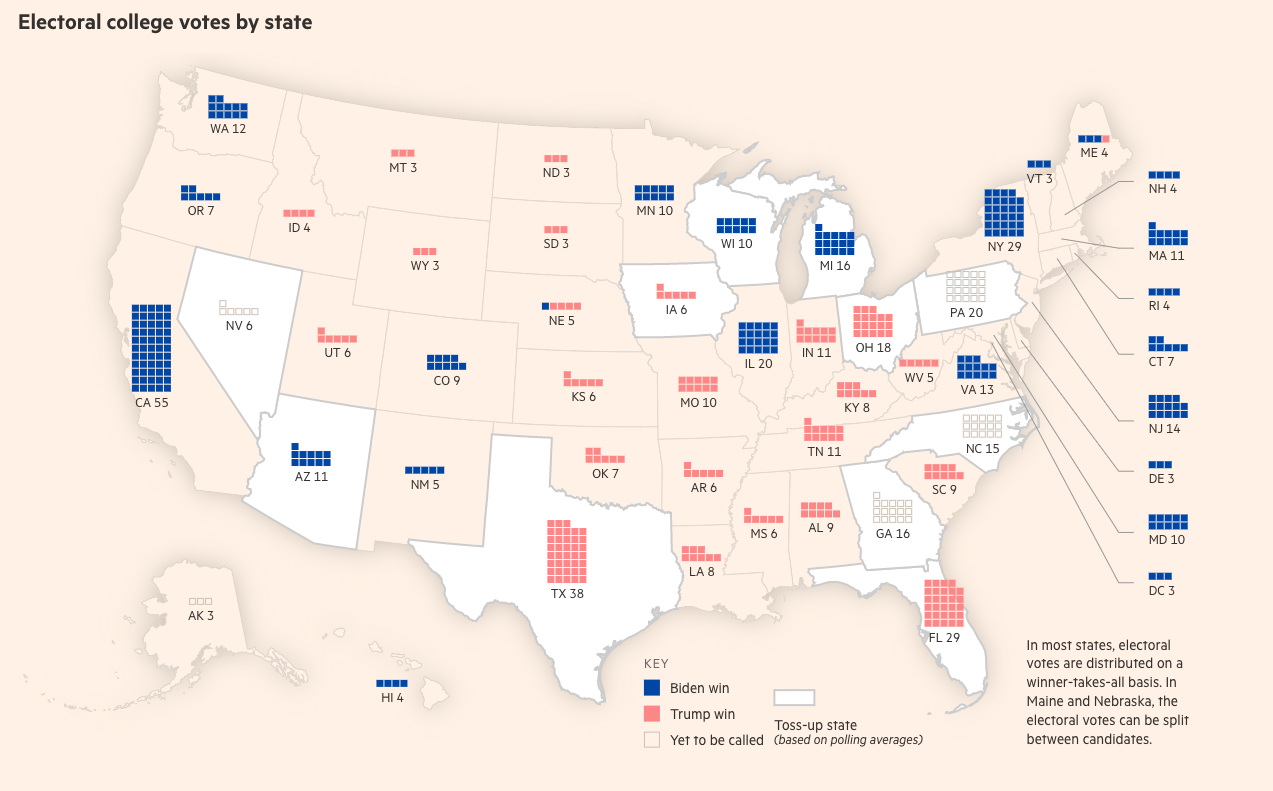 Electoral college votes by state
WA 12
MT 3
ND 3
ME 4
VT 3
NH 4
OR 7
ID 4
MN 10
SD 3
WI 10
NY 29
MA 11
WY 3
MI 16
RI 4
NV 6
NE 5
IA 6
PA 20
UT 6
IL 20
IN 11
OH 18
CT 7
CO 9
WV 5
VA 13
CA 55
KS 6
MO 10
KY 8
NJ 14
TN 11
NC 15
AZ 11
NM 5
OK 7
AR 6
SC 9
DE 3
MS 6
AL 9
GA 16
MD 10
LA 8
TX 38
DC 3
AK 3
FL 29
HI 4
KEY
Biden win
Trump win
Yet to be called
Toss-up state
(based on polling averages)
In most states, electoral
votes are distributed on a
winner-takes-all basis. In
Maine and Nebraska, the
electoral votes can be split
between candidates.